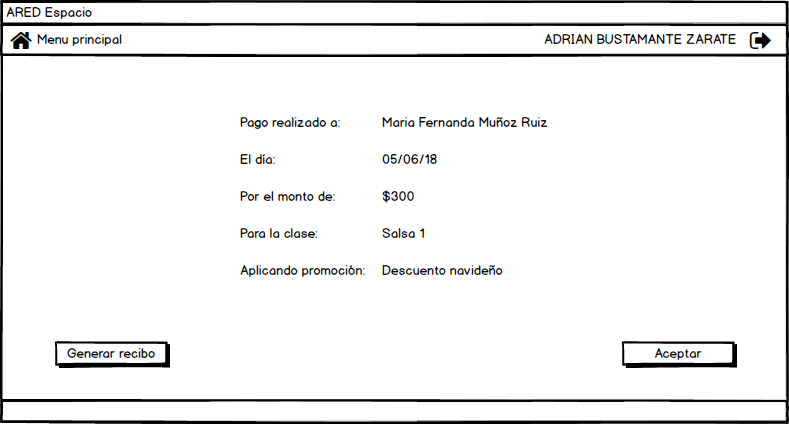 ARED Espacio
Menu principal ADRIAN BUSTAMANTE ZARATE
Pago realizado a: Maria Fernanda Muñoz Ruiz
El día: 05/06/18
Por el monto de: $300
Para la clase: Salsa 1
Aplicando promoción: Descuento navideño
Generar recibo Aceptar